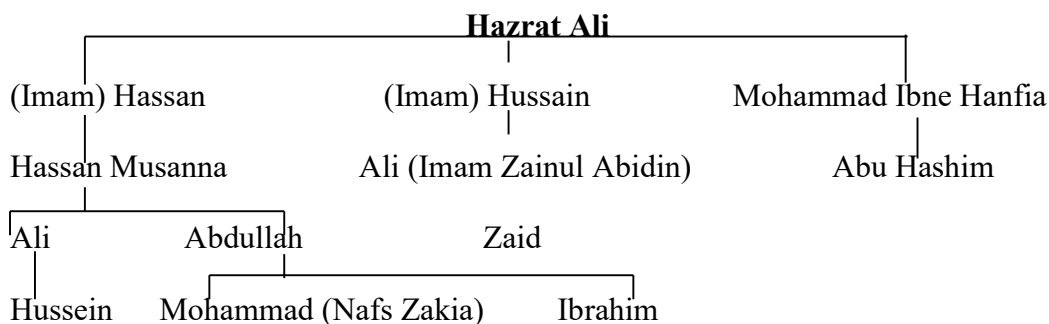 Hazrat Ali
(Imam) Hassan (Imam) Hussain Mohammad Ibne Hanfia
Hassan Musanna Ali (Imam Zainul Abidin) Abu Hashim
Ali Abdullah Zaid
Hussein Mohammad (Nafs Zakia) Ibrahim